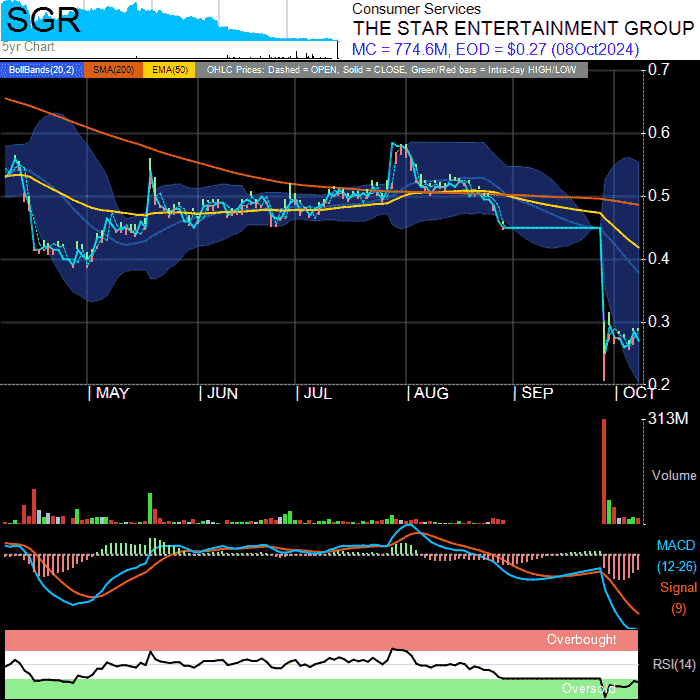 SGR
5yr Chart
Consumer Services
THE STAR ENTERTAINMENT GROUP
MC = 774.6M, EOD = $0.27 (08Oct2024)
BollBands(20,2) SMA(200) EMA(50) OHLC Prices: Dashed = OPEN, Solid = CLOSE, Green/Red bars = Intra-day HIGH/LOW
0.7
0.6
0.5
0.4
0.3
0.2
| MAY | JUN | JUL | AUG | SEP | OCT
313M
Volume
MACD
(12-26)
Signal
(9)
Overbought
RSI(14)
Oversold